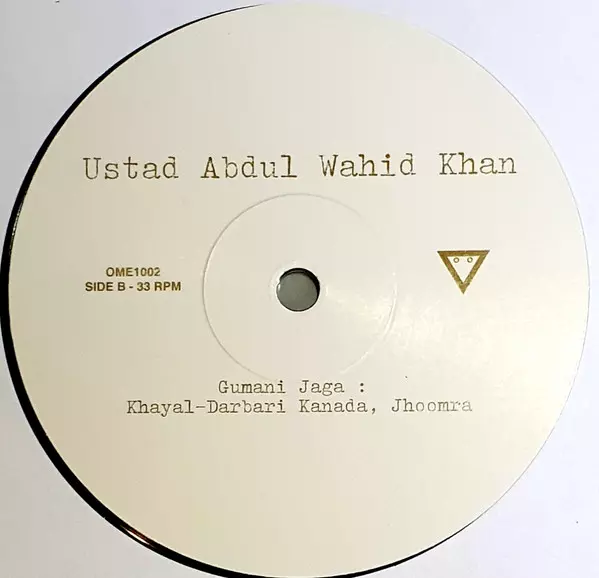 Ustad Abdul Wahid Khan
OME1002
SIDE B - 33 RPM
Gumani Jaga :
Khayal-Darbari Kanada, Jhoomra